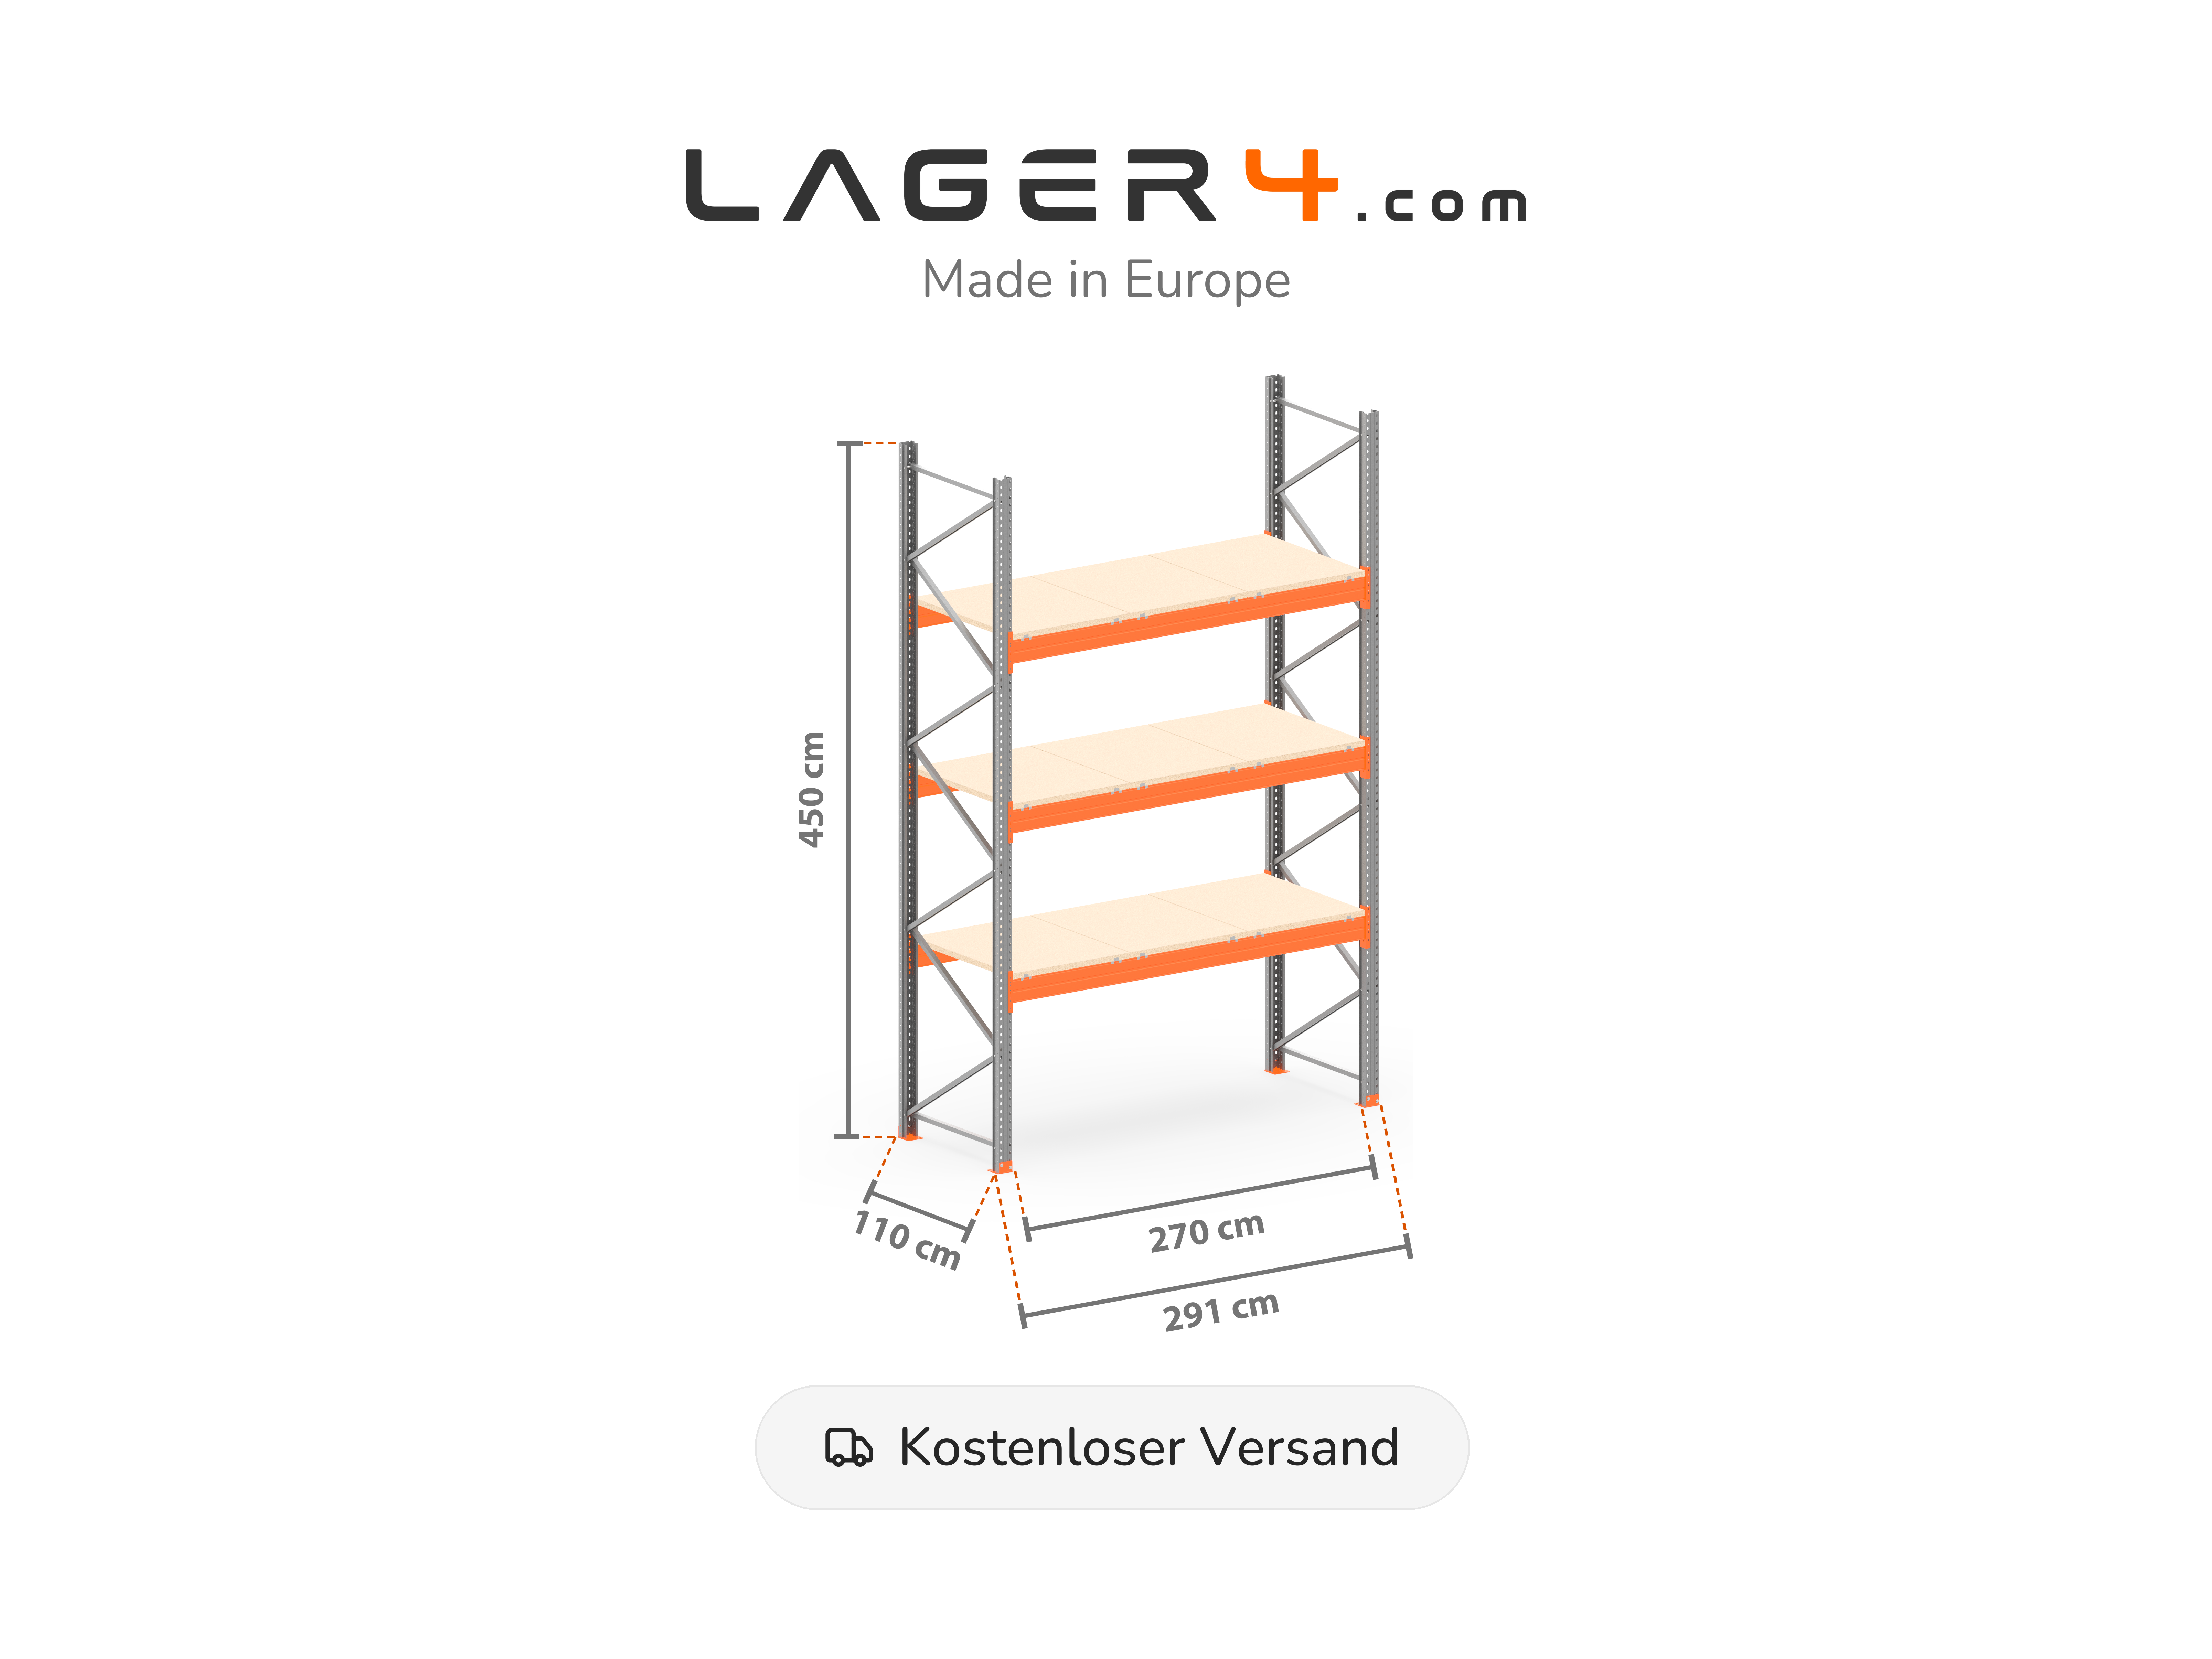 LAGER4.com
Made in Europe
450 cm
110 cm
270 cm
291 cm
Kostenloser Versand